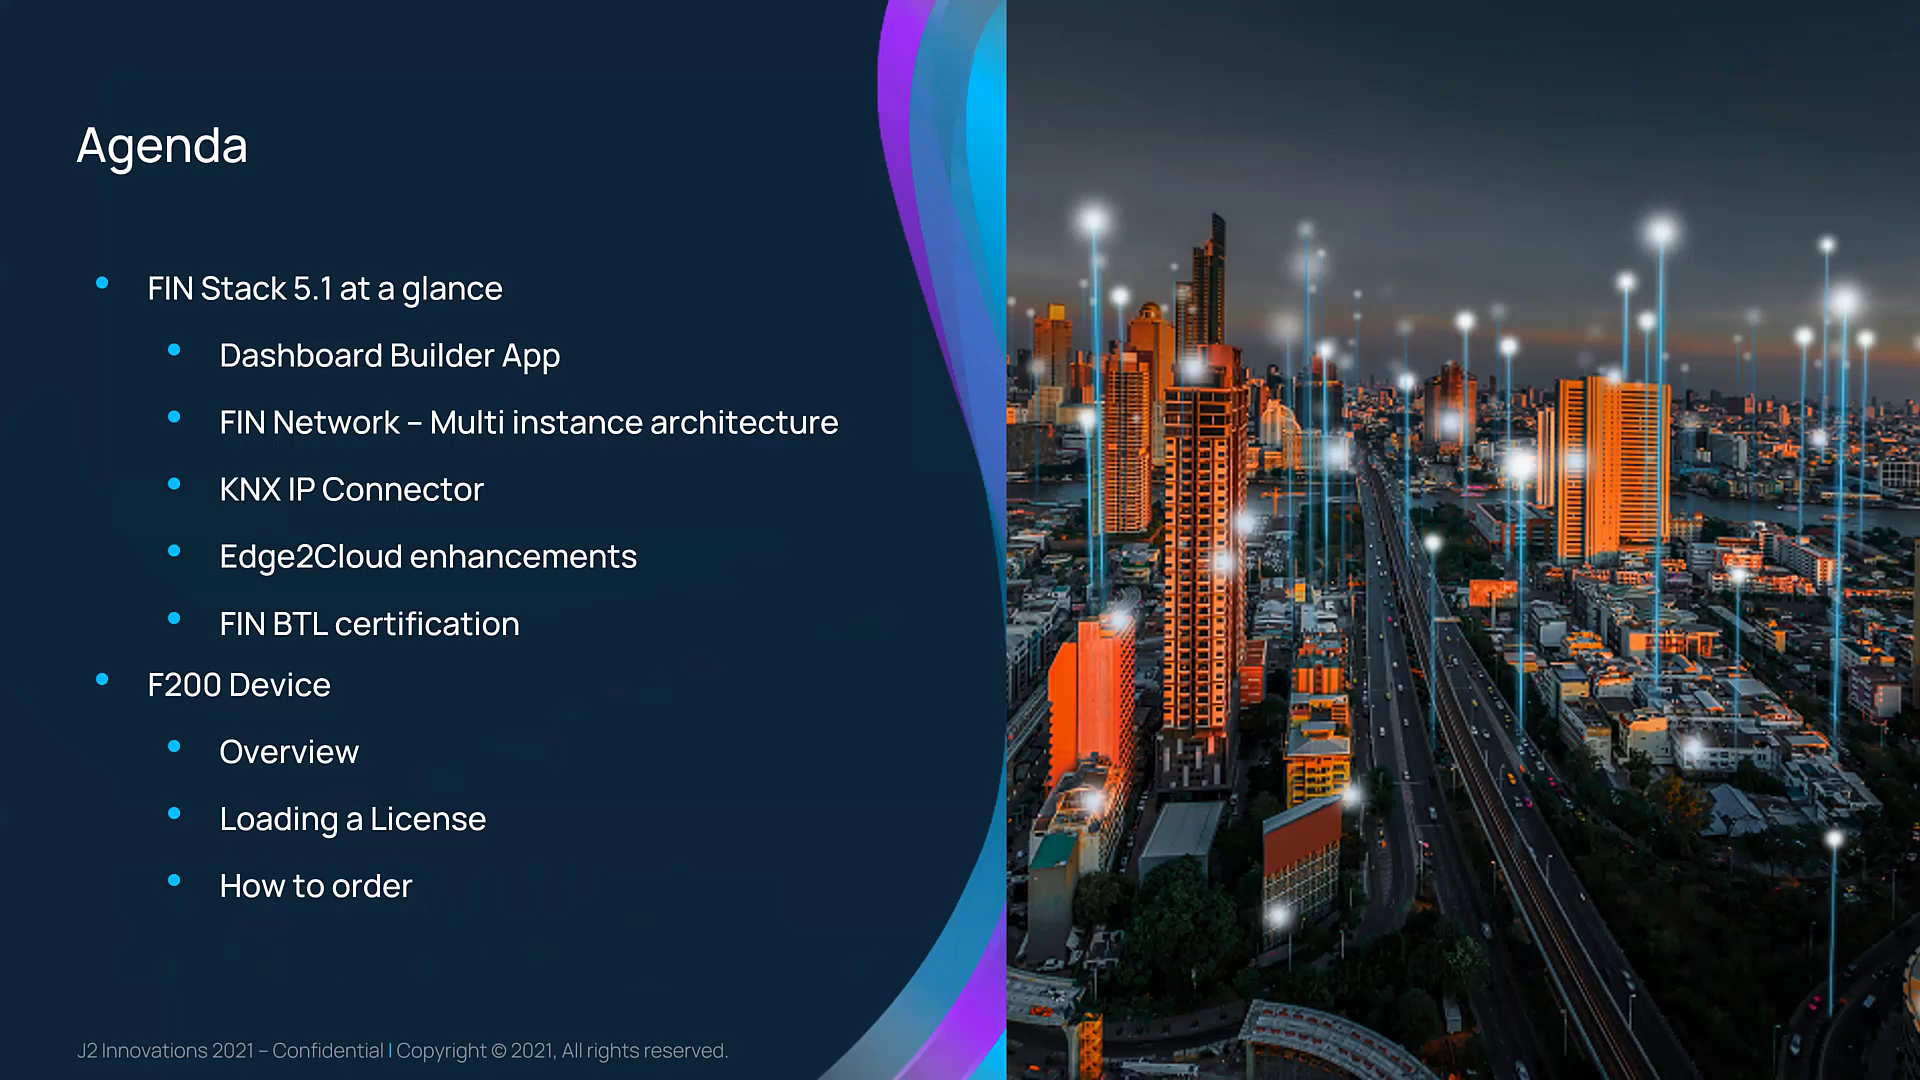 Agenda
FIN Stack 5.1 at a glance
Dashboard Builder App
FIN Network – Multi instance architecture
KNX IP Connector
Edge2Cloud enhancements
FIN BTL certification
F200 Device
Overview
Loading a License
How to order
J2 Innovations 2021 – Confidential | Copyright © 2021, All rights reserved.